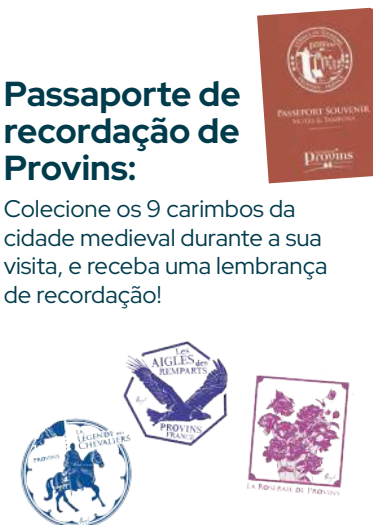 PASSEPORT SOUVENIR
Provins
Passaporte de
recordação de
Provins:
Colecione os 9 carimbos da
cidade medieval durante a sua
visita, e receba uma lembrança
de recordação!
Les
AIGLES des
REMPARTS
PROVINS
FRANCE
LA
LÉGENDE des
CHEVALIERS
PROVINS
LA ROSERAIE DE PROVINS